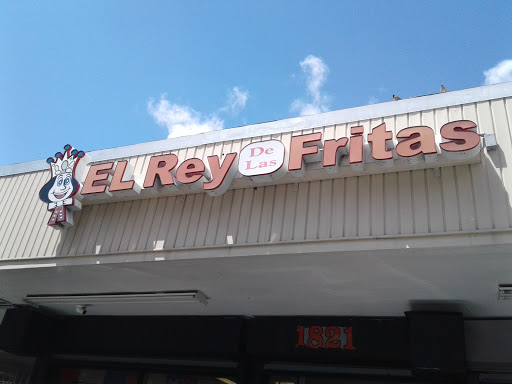 EL Rey De Las Fritas
1821